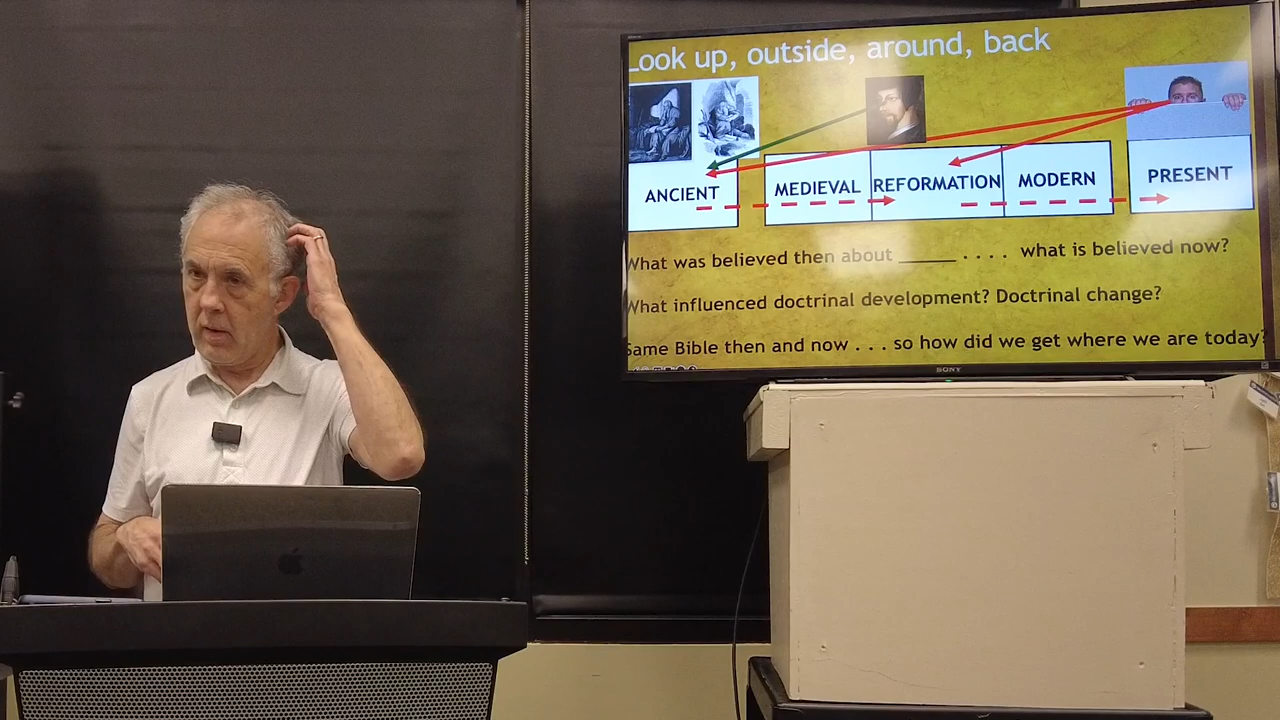 Look up, outside, around, back
ANCIENT MEDIEVAL REFORMATION MODERN PRESENT
What was believed then about ______ . . . . what is believed now?
What influenced doctrinal development? Doctrinal change?
Same Bible then and now . . . so how did we get where we are today?
SONY